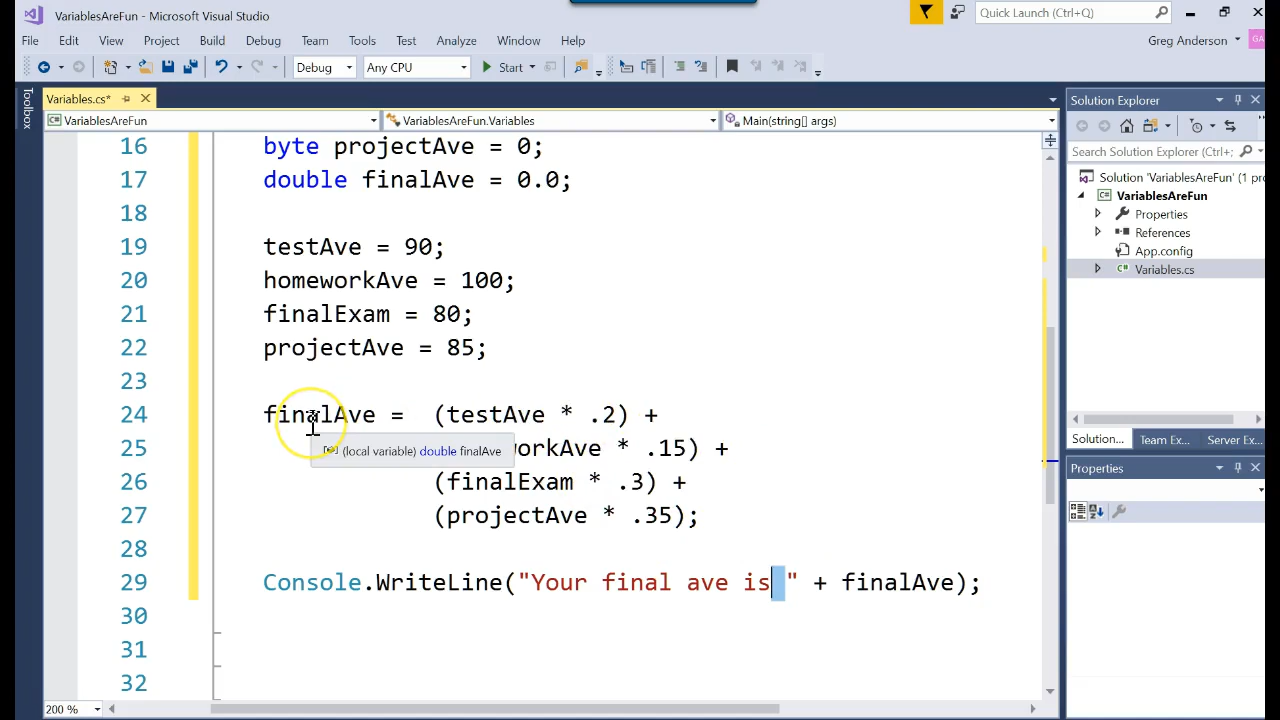 VariablesAreFun - Microsoft Visual Studio
Quick Launch (Ctrl+Q)
File Edit View Project Build Debug Team Tools Test Analyze Window Help
Greg Anderson GA
Debug Any CPU Start
Toolbox
Variables.cs*
VariablesAreFun VariablesAreFun.Variables Main(string[] args)
16 byte projectAve = 0;
17 double finalAve = 0.0;
18
19 testAve = 90;
20 homeworkAve = 100;
21 finalExam = 80;
22 projectAve = 85;
23
24 finalAve = (testAve * .2) +
(local variable) double finalAve
25 workAve * .15) +
26 (finalExam * .3) +
27 (projectAve * .35);
28
29 Console.WriteLine("Your final ave is " + finalAve);
30
31
32
200 %
Solution Explorer
Search Solution Explorer (Ctrl+;
Solution 'VariablesAreFun' (1 pro
VariablesAreFun
Properties
References
App.config
Variables.cs
Solution... Team Ex... Server Ex...
Properties